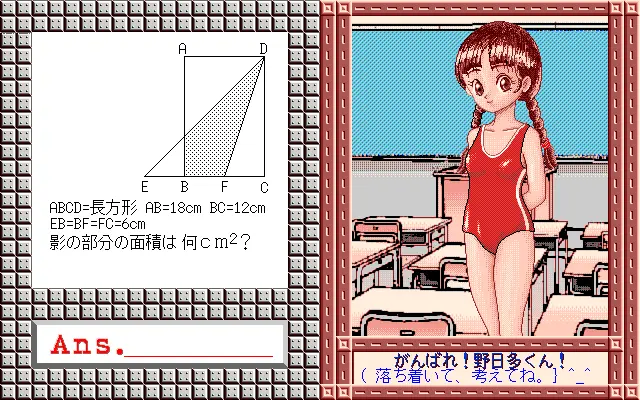 A D
E B F C
ABCD=長方形 AB=18cm BC=12cm
EB=BF=FC=6cm
影の部分の面積は 何cm²?
Ans.
がんばれ!野日多くん!
( 落ち着いて、考えてね。] ^_^